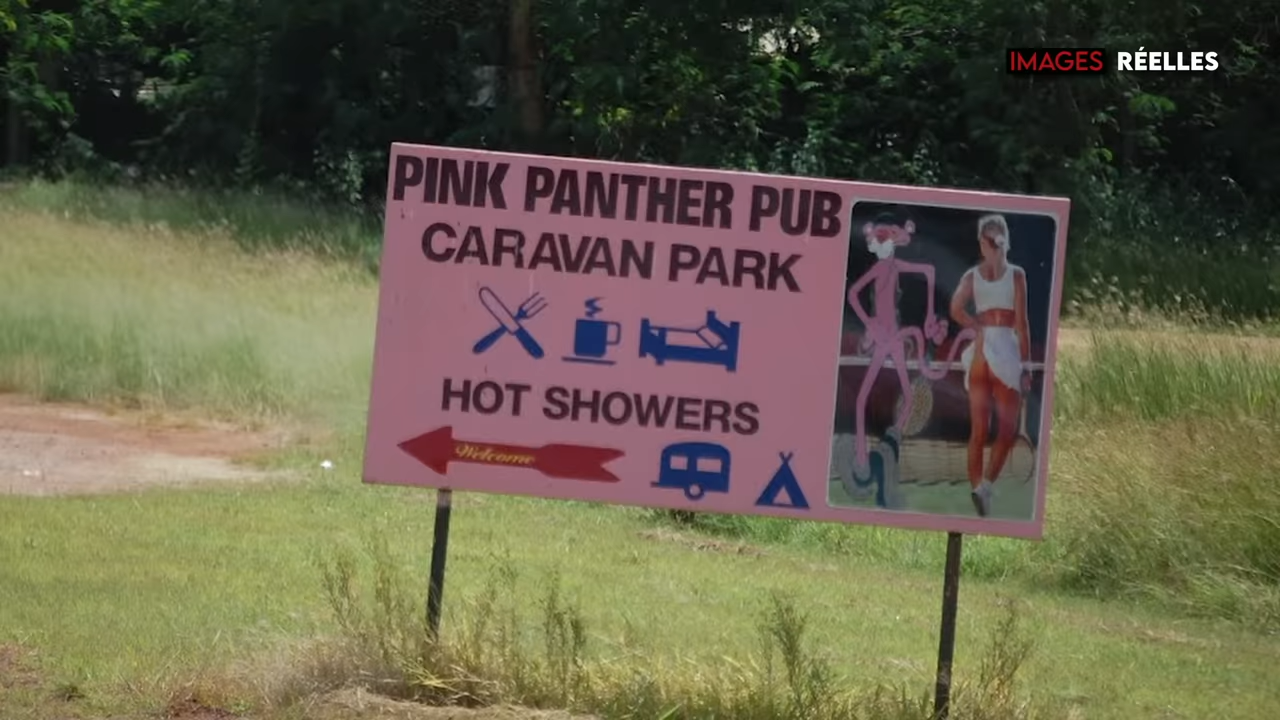 IMAGES RÉELLES
PINK PANTHER PUB
CARAVAN PARK
HOT SHOWERS
Welcome